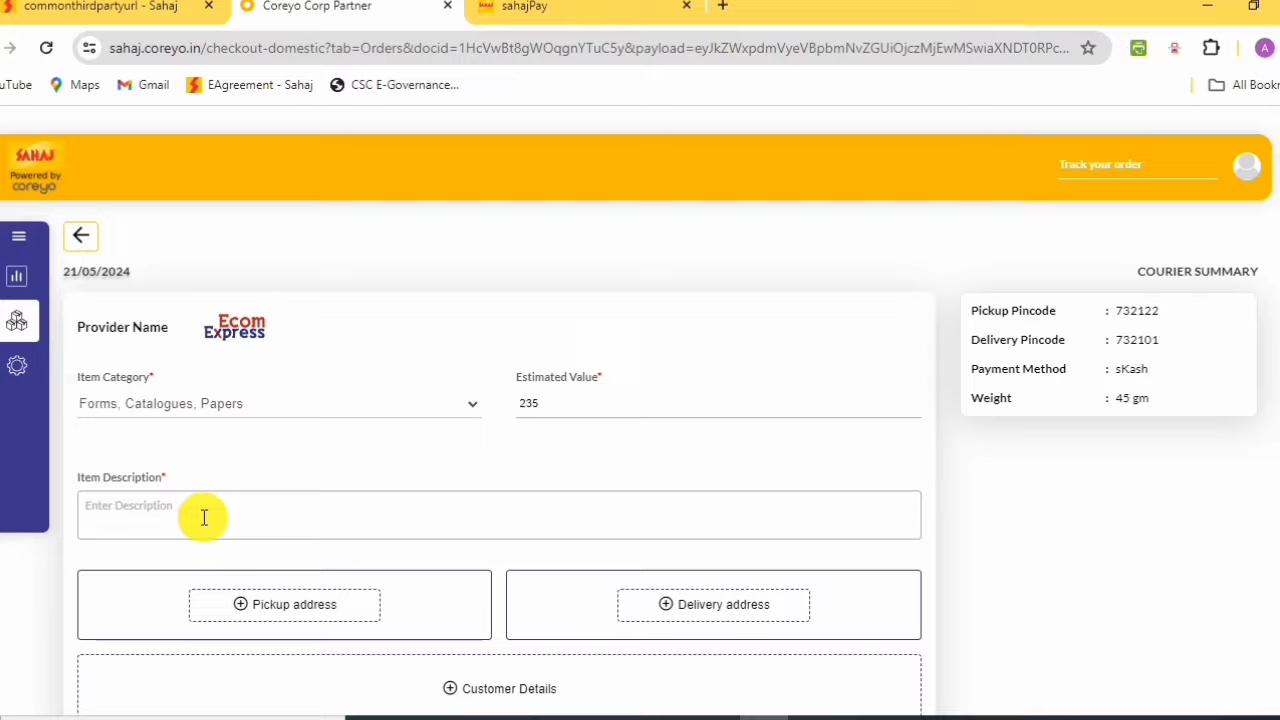 commonthirdpartyurl - Sahaj
Coreyo Corp Partner
sahajPay
sahaj.coreyo.in/checkout-domestic?tab=Orders&docid=1HcVwBt8gWOqgnYTuC5y&payload=eyJkZWxpdmVyeVBpbmNvZGUiOjczMjEwMSwiaXNDT0RPc...
A
uTube
Maps
Gmail
EAgreement - Sahaj
CSC E-Governance...
All Bookr
SAHAJ
Powered by
coreyo
Track your order
21/05/2024
COURIER SUMMARY
Provider Name
Ecom
Express
Pickup Pincode : 732122
Delivery Pincode : 732101
Payment Method : sKash
Weight : 45 gm
Item Category*
Estimated Value*
Forms, Catalogues, Papers
235
Item Description*
Enter Description
Pickup address
Delivery address
Customer Details